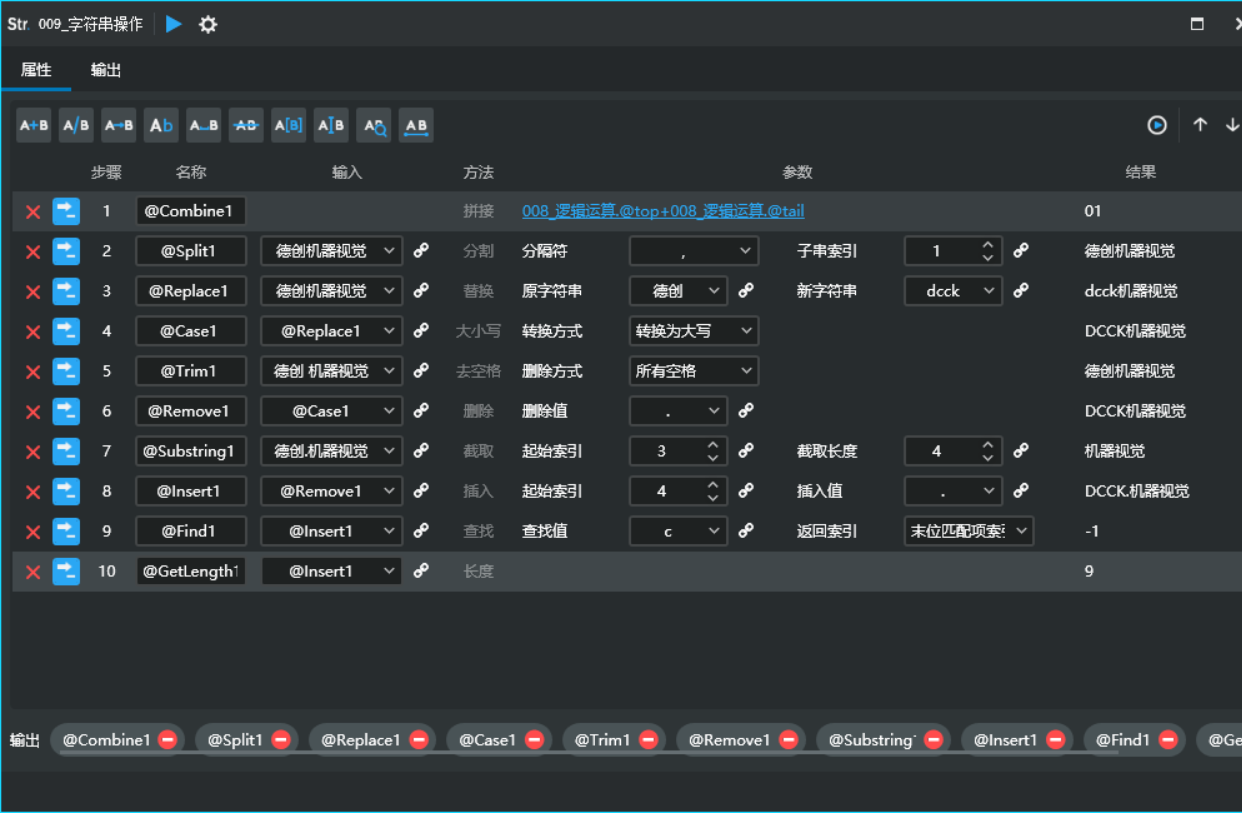 Str. 009_字符串操作
属性 输出
A+B A/B A→B Ab A⎵B AB A[B] AIB AB AB
步骤 名称 输入 方法 参数 结果
1 @Combine1 拼接 008_逻辑运算.@top+008_逻辑运算.@tail 01
2 @Split1 德创机器视觉 分割 分隔符 , 子串索引 1 德创机器视觉
3 @Replace1 德创机器视觉 替换 原字符串 德创 新字符串 dcck dcck机器视觉
4 @Case1 @Replace1 大小写 转换方式 转换为大写 DCCK机器视觉
5 @Trim1 德创 机器视觉 去空格 删除方式 所有空格 德创机器视觉
6 @Remove1 @Case1 删除 删除值 . DCCK机器视觉
7 @Substring1 德创.机器视觉 截取 起始索引 3 截取长度 4 机器视觉
8 @Insert1 @Remove1 插入 起始索引 4 插入值 . DCCK.机器视觉
9 @Find1 @Insert1 查找 查找值 c 返回索引 末位匹配项索 -1
10 @GetLength1 @Insert1 长度 9
输出 @Combine1 @Split1 @Replace1 @Case1 @Trim1 @Remove1 @Substring @Insert1 @Find1 @Ge